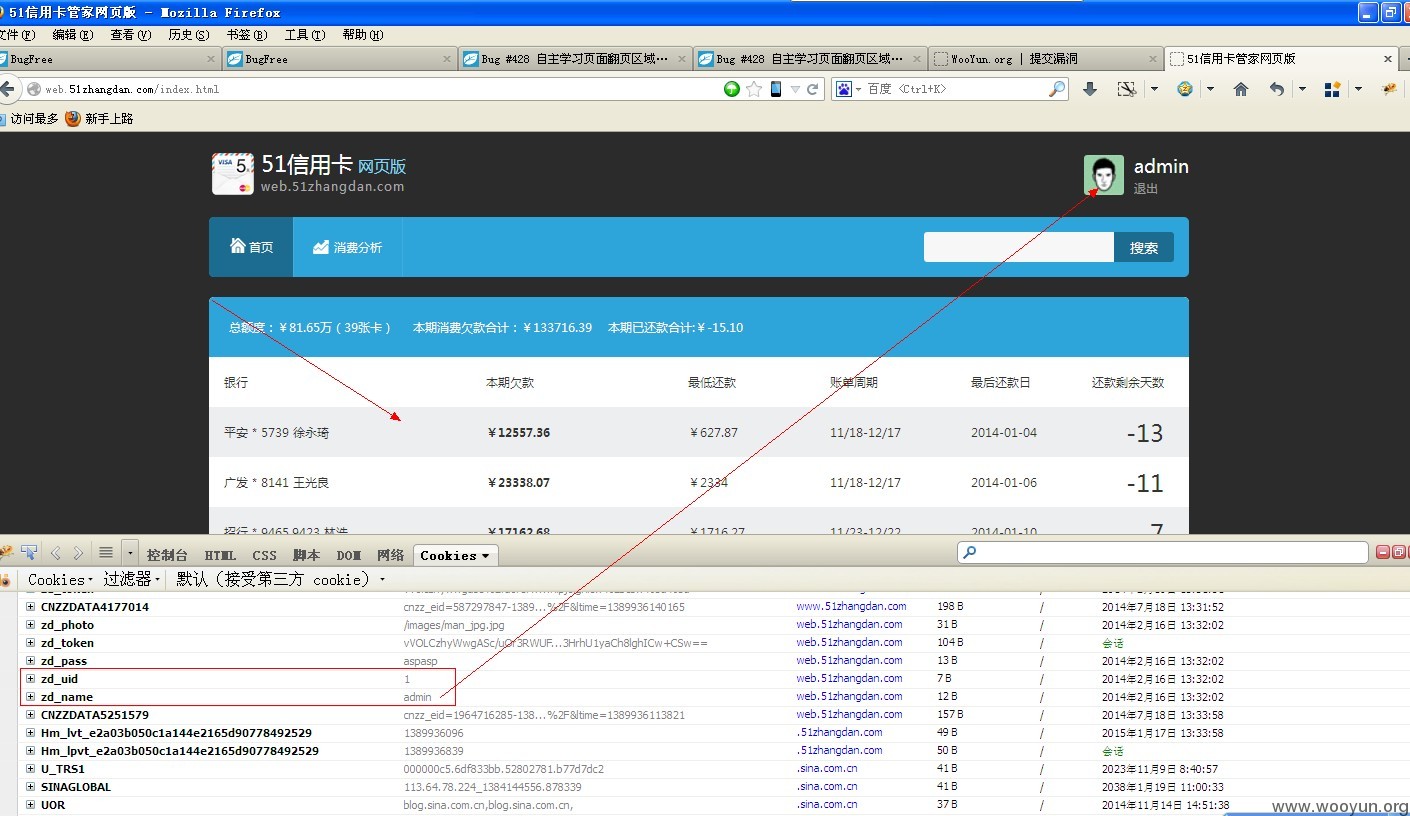 51信用卡管家网页版 - Mozilla Firefox
文件(F) 编辑(E) 查看(V) 历史(S) 书签(B) 工具(T) 帮助(H)
BugFree BugFree Bug #428 自主学习页面翻页区域… Bug #428 自主学习页面翻页区域… WooYun.org | 提交漏洞 51信用卡管家网页版
web.51zhangdan.com/index.html 百度 <Ctrl+K>
访问最多 新手上路
VISA 5 51信用卡 网页版 admin
web.51zhangdan.com 退出
首页 消费分析 搜索
总额度：￥81.65万 ( 39张卡 ) 本期消费欠款合计：￥133716.39 本期已还款合计:￥-15.10
银行 本期欠款 最低还款 账单周期 最后还款日 还款剩余天数
平安 * 5739 徐永琦 ￥12557.36 ￥627.87 11/18-12/17 2014-01-04 -13
广发 * 8141 王光良 ￥23338.07 ￥2334 11/18-12/17 2014-01-06 -11
招行 * 9465,9423 林浩 ￥17162.68 ￥1716.27 11/23-12/22 2014-01-10 7
控制台 HTML CSS 脚本 DOM 网络 Cookies
Cookies 过滤器 默认（接受第三方 cookie）
CNZZDATA4177014 cnzz_eid=587297847-1389...%2F&ltime=1389936140165 www.51zhangdan.com 198 B / 2014年7月18日 13:31:52
zd_photo /images/man_jpg.jpg web.51zhangdan.com 31 B / 2014年2月16日 13:32:02
zd_token vVOLCzhyWwgASc/uOr3RWUF...3HrhU1yaCh8lghICw+CSw== web.51zhangdan.com 104 B / 会话
zd_pass aspasp web.51zhangdan.com 13 B / 2014年2月16日 13:32:02
zd_uid 1 web.51zhangdan.com 7 B / 2014年2月16日 13:32:02
zd_name admin web.51zhangdan.com 12 B / 2014年2月16日 13:32:02
CNZZDATA5251579 cnzz_eid=1964716285-138...%2F&ltime=1389936113821 web.51zhangdan.com 157 B / 2014年7月18日 13:33:58
Hm_lvt_e2a03b050c1a144e2165d90778492529 1389936096 .51zhangdan.com 49 B / 2015年1月17日 13:33:58
Hm_lpvt_e2a03b050c1a144e2165d90778492529 1389936839 .51zhangdan.com 50 B / 会话
U_TRS1 000000c5.6df833bb.52802781.b77d7dc2 .sina.com.cn 41 B / 2023年11月9日 8:40:57
SINAGLOBAL 113.64.78.224_1384144556.878339 .sina.com.cn 41 B / 2038年1月19日 11:00:33
UOR blog.sina.com.cn,blog.sina.com.cn, .sina.com.cn 37 B / 2014年11月14日 14:51:38
www.wooyun.org